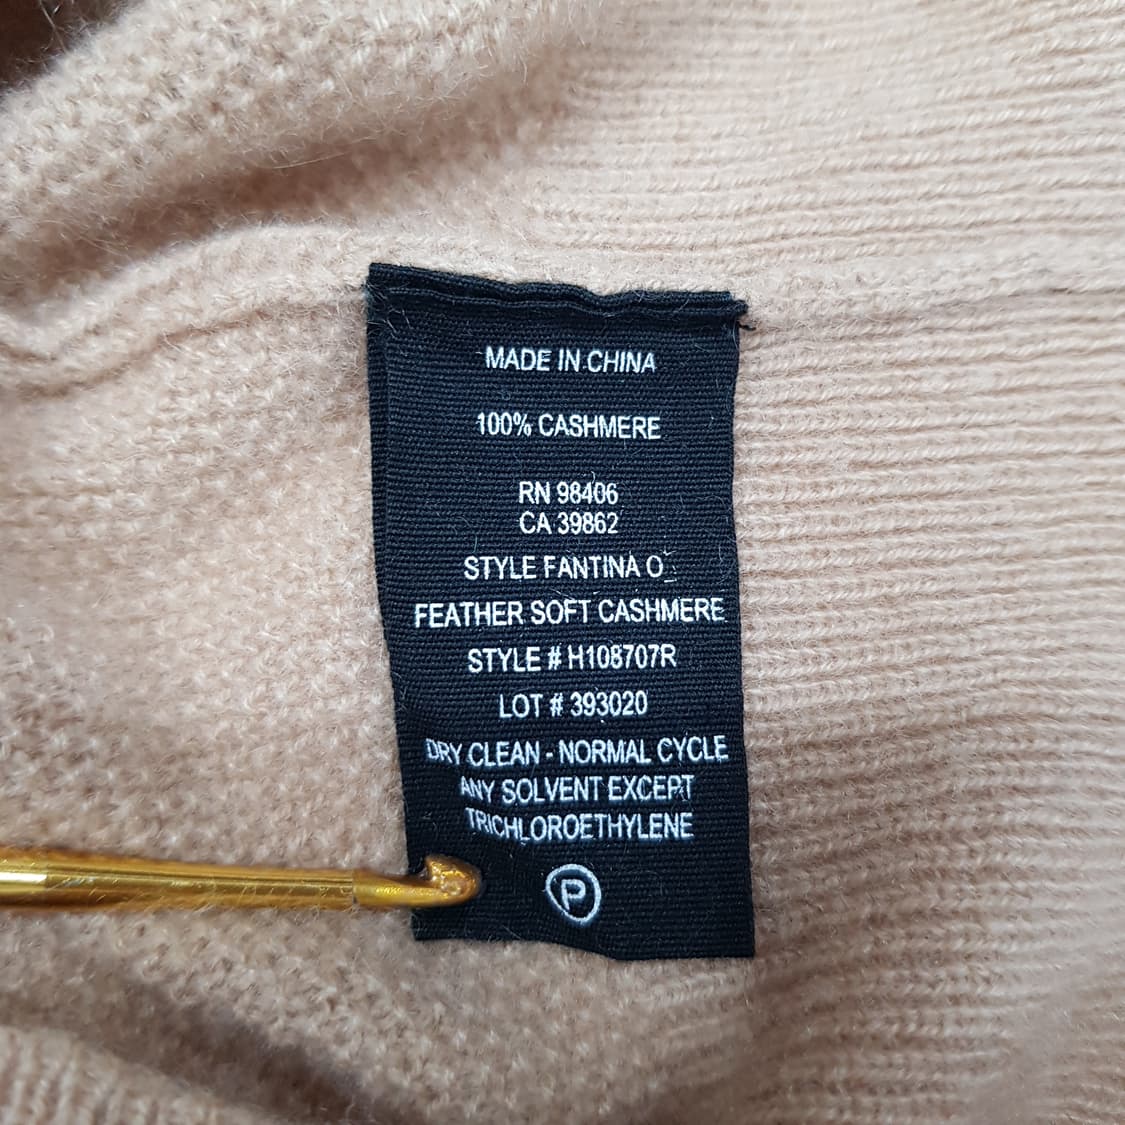 MADE IN CHINA
100% CASHMERE
RN 98406
CA 39862
STYLE FANTINA O_
FEATHER SOFT CASHMERE
STYLE # H108707R
LOT # 393020
DRY CLEAN - NORMAL CYCLE
ANY SOLVENT EXCEPT
TRICHLOROETHYLENE
P